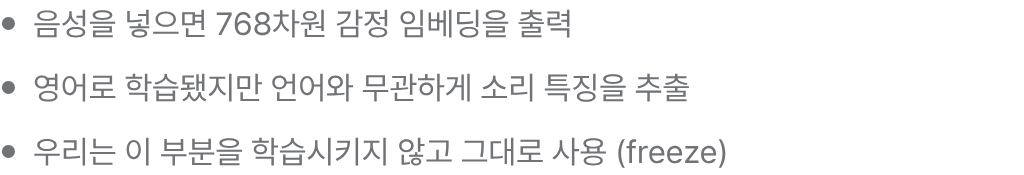 • 음성을 넣으면 768차원 감정 임베딩을 출력
• 영어로 학습됐지만 언어와 무관하게 소리 특징을 추출
• 우리는 이 부분을 학습시키지 않고 그대로 사용 (freeze)